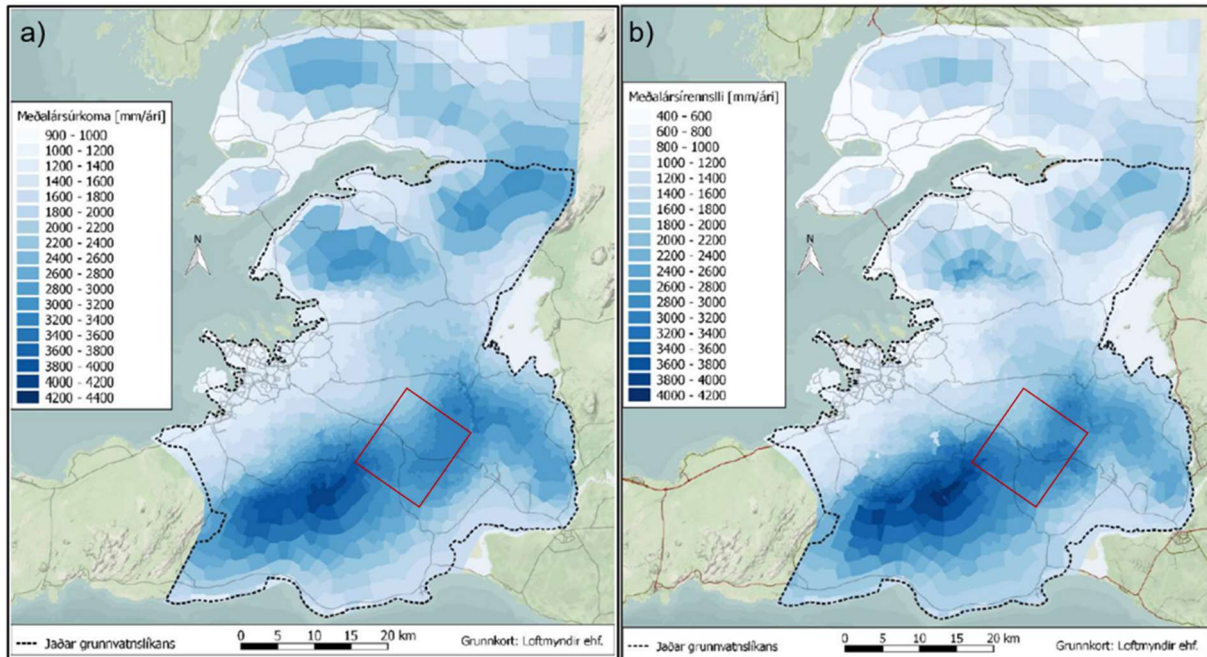 a)
Meðalársúrkoma [mm/ári]
900 - 1000
1000 - 1200
1200 - 1400
1400 - 1600
1600 - 1800
1800 - 2000
2000 - 2200
2200 - 2400
2400 - 2600
2600 - 2800
2800 - 3000
3000 - 3200
3200 - 3400
3400 - 3600
3600 - 3800
3800 - 4000
4000 - 4200
4200 - 4400
N
Jaðar grunnvatnslíkans
0 5 10 15 20 km
Grunnkort: Loftmyndir ehf.
b)
Meðalársírennslli [mm/ári]
400 - 600
600 - 800
800 - 1000
1000 - 1200
1200 - 1400
1400 - 1600
1600 - 1800
1800 - 2000
2000 - 2200
2200 - 2400
2400 - 2600
2600 - 2800
2800 - 3000
3000 - 3200
3200 - 3400
3400 - 3600
3600 - 3800
3800 - 4000
4000 - 4200
N
Jaðar grunnvatnslíkans
0 5 10 15 20 km
Grunnkort: Loftmyndir ehf.